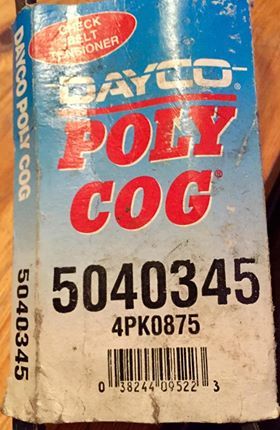 CHECK
BELT
TENSIONER
DAYCO®
POLY
COG®
5040345
4PK0875
0 38244 09522 3
DAYCO POLY COG 5040345